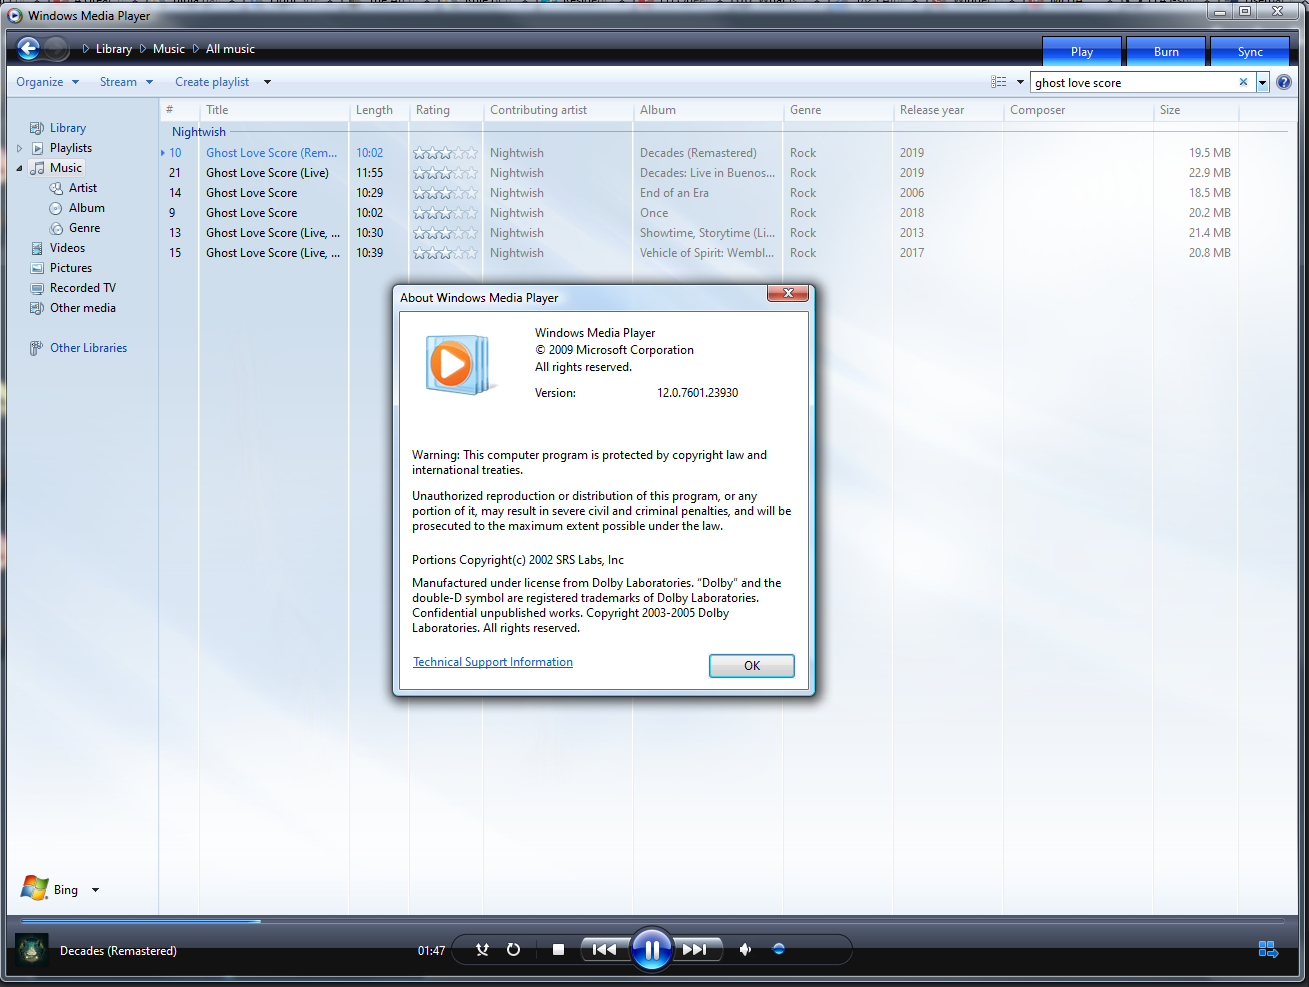 Windows Media Player
Library Music All music
Play Burn Sync
Organize Stream Create playlist
ghost love score
# Title Length Rating Contributing artist Album Genre Release year Composer Size
Library
Playlists
Music
Artist
Album
Genre
Videos
Pictures
Recorded TV
Other media
Other Libraries
Nightwish
10 Ghost Love Score (Rem... 10:02 Nightwish Decades (Remastered) Rock 2019 19.5 MB
21 Ghost Love Score (Live) 11:55 Nightwish Decades: Live in Buenos... Rock 2019 22.9 MB
14 Ghost Love Score 10:29 Nightwish End of an Era Rock 2006 18.5 MB
9 Ghost Love Score 10:02 Nightwish Once Rock 2018 20.2 MB
13 Ghost Love Score (Live, ... 10:30 Nightwish Showtime, Storytime (Li... Rock 2013 21.4 MB
15 Ghost Love Score (Live, ... 10:39 Nightwish Vehicle of Spirit: Wembl... Rock 2017 20.8 MB
About Windows Media Player
Windows Media Player
© 2009 Microsoft Corporation
All rights reserved.
Version: 12.0.7601.23930
Warning: This computer program is protected by copyright law and
international treaties.
Unauthorized reproduction or distribution of this program, or any
portion of it, may result in severe civil and criminal penalties, and will be
prosecuted to the maximum extent possible under the law.
Portions Copyright(c) 2002 SRS Labs, Inc
Manufactured under license from Dolby Laboratories. "Dolby" and the
double-D symbol are registered trademarks of Dolby Laboratories.
Confidential unpublished works. Copyright 2003-2005 Dolby
Laboratories. All rights reserved.
Technical Support Information
OK
Bing
Decades (Remastered)
01:47